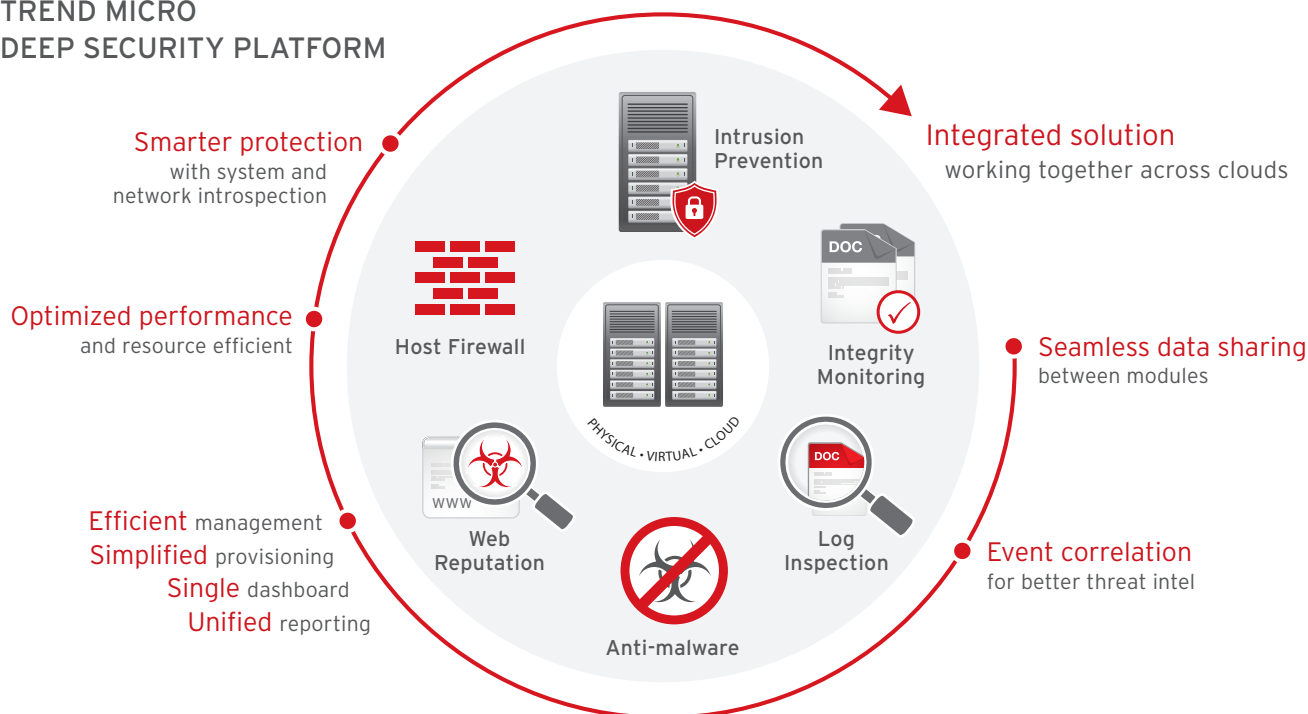 TREND MICRO
DEEP SECURITY PLATFORM
Smarter protection
with system and
network introspection
Optimized performance
and resource efficient
Efficient management
Simplified provisioning
Single dashboard
Unified reporting
Intrusion
Prevention
Host Firewall
DOC
Integrity
Monitoring
PHYSICAL • VIRTUAL • CLOUD
WWW
Web
Reputation
DOC
Log
Inspection
Anti-malware
Integrated solution
working together across clouds
Seamless data sharing
between modules
Event correlation
for better threat intel